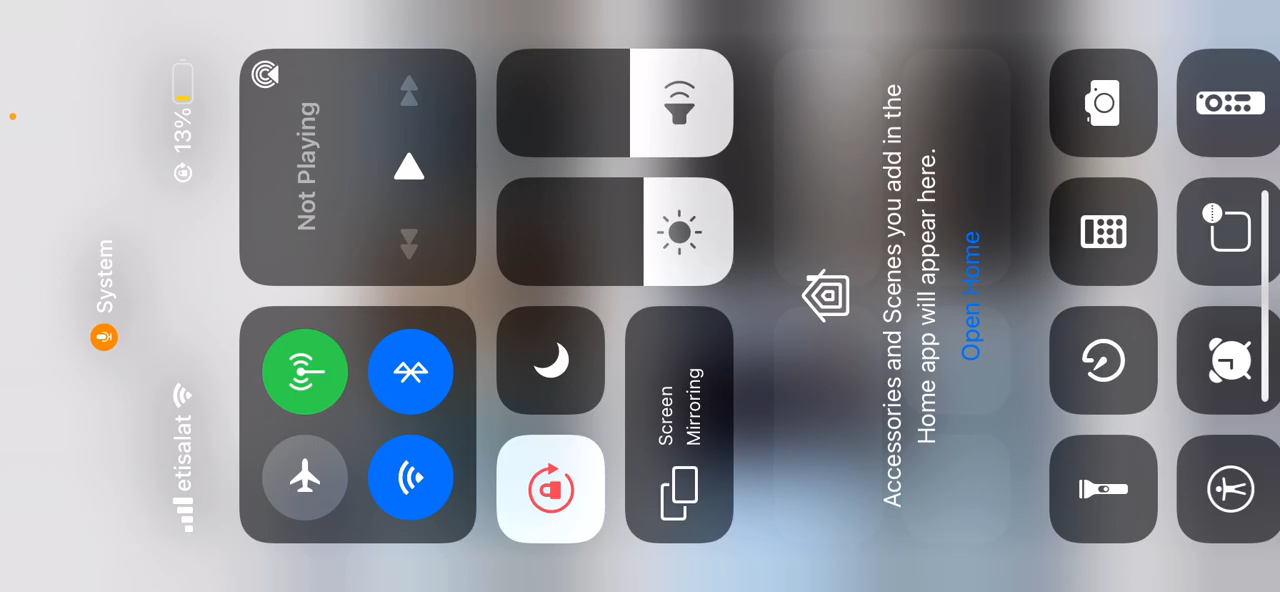 System
etisalat
13%
Not Playing
Screen
Mirroring
Accessories and Scenes you add in the
Home app will appear here.
Open Home